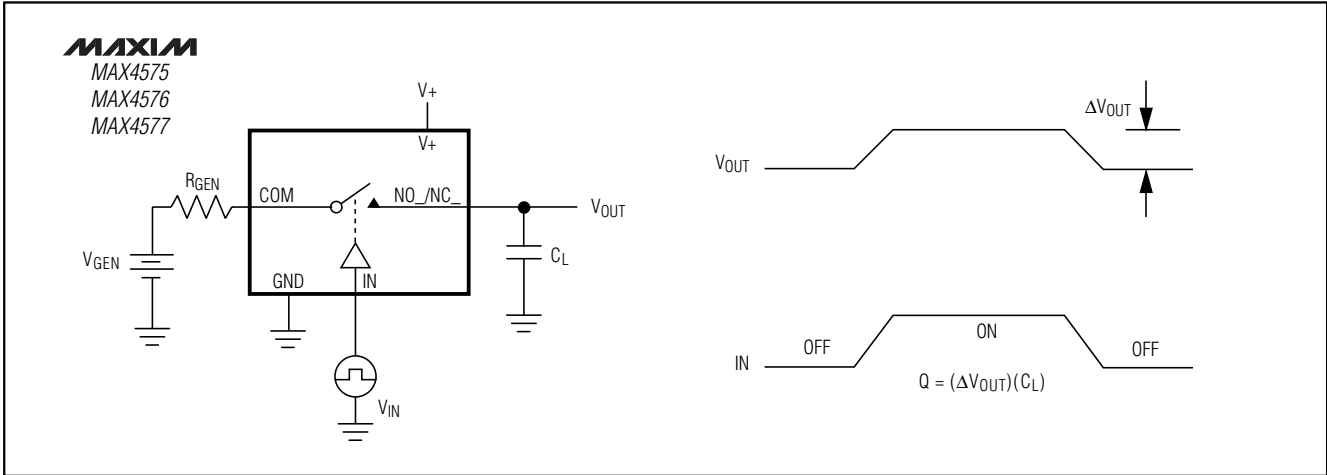 MAXIM
MAX4575
MAX4576
MAX4577
V+
V+
RGEN
COM
NO_/NC_
VOUT
VGEN
CL
GND
IN
VIN
ΔVOUT
VOUT
IN
OFF
ON
OFF
Q = (ΔVOUT)(CL)